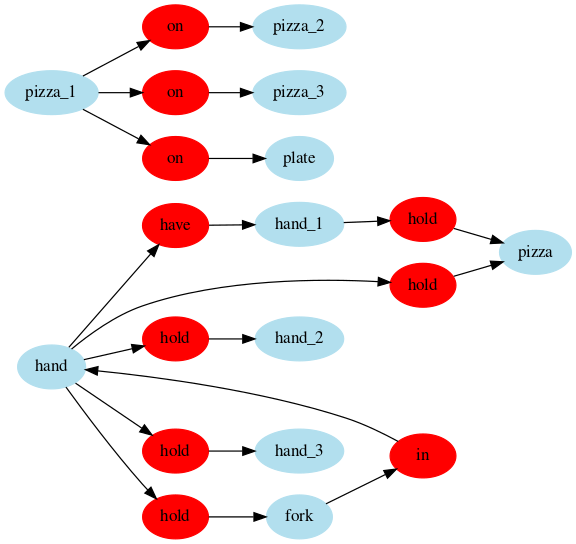 on
pizza_2
pizza_1
on
pizza_3
on
plate
have
hand_1
hold
pizza
hold
hold
hand_2
hand
hold
hand_3
in
hold
fork